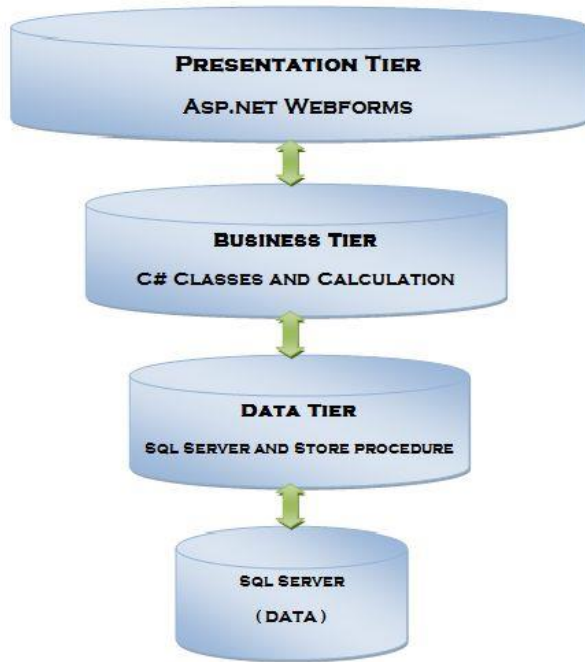 Presentation Tier
Asp.net Webforms
Business Tier
C# Classes and Calculation
Data Tier
Sql Server and Store procedure
Sql Server
(Data)